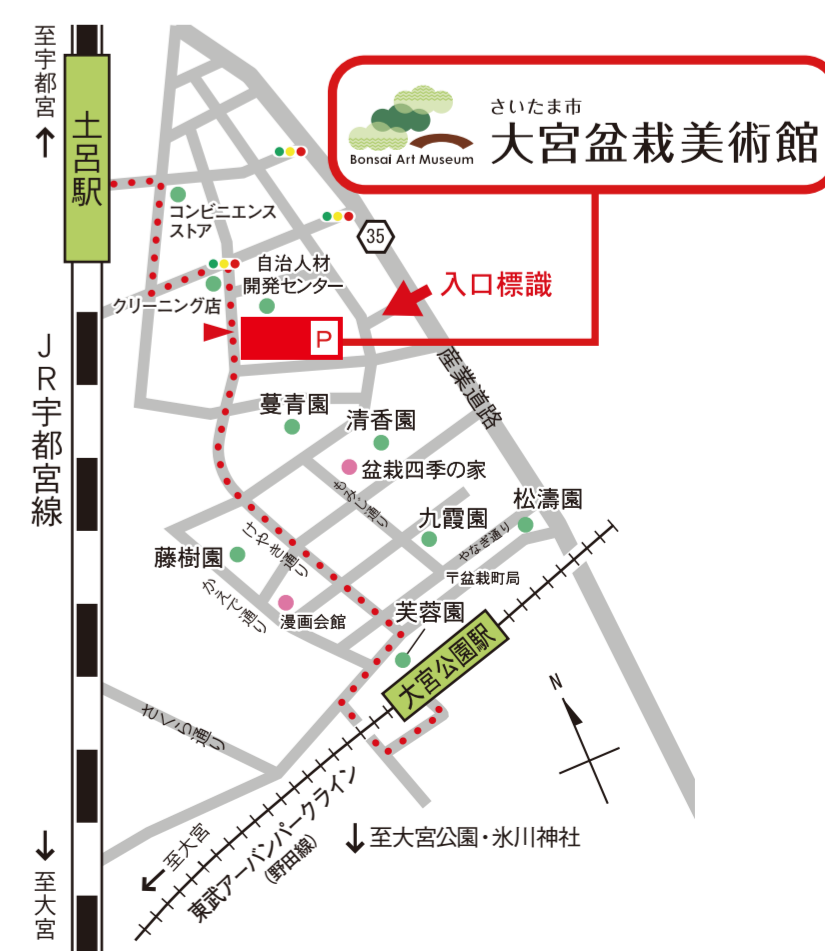 至宇都宮
土呂駅
さいたま市
大宮盆栽美術館
Bonsai Art Museum
コンビニエンス
ストア
35
自治人材
開発センター
入口標識
クリーニング店
P
JR宇都宮線
産業道路
蔓青園
清香園
盆栽四季の家
もみじ通り
九霞園
松濤園
やなぎ通り
けやき通り
藤樹園
〒盆栽町局
かえで通り
漫画会館
芙蓉園
大宮公園駅
N
さくら通り
至大宮
東武アーバンパークライン
(野田線)
至大宮公園・氷川神社
至大宮